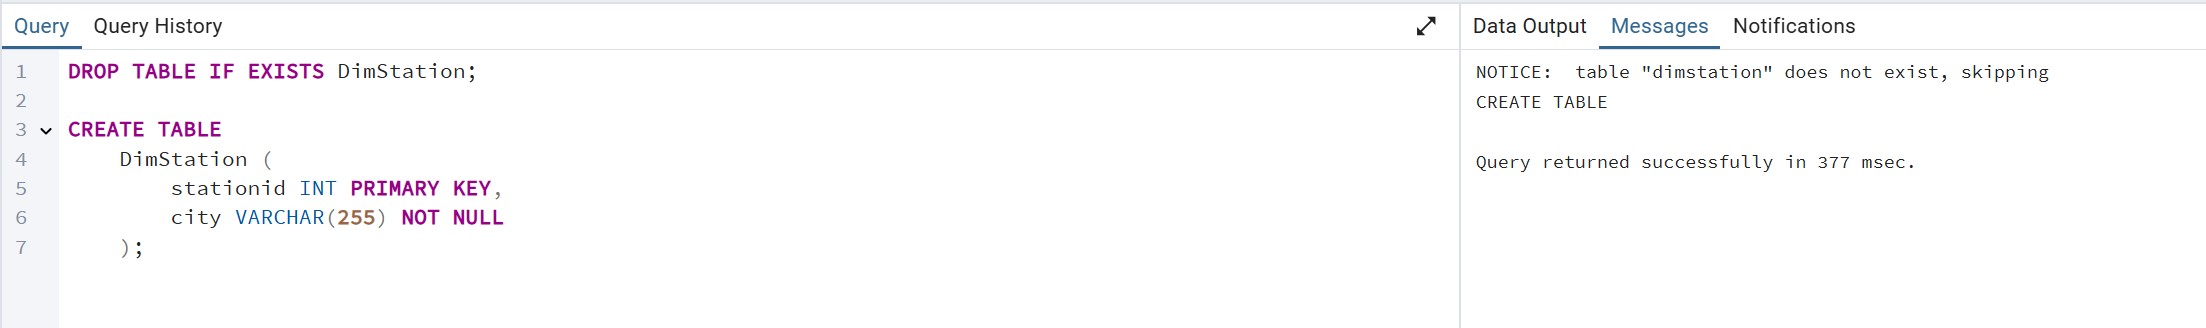 Query Query History
1 DROP TABLE IF EXISTS DimStation;
2
3 CREATE TABLE
4 DimStation (
5 stationid INT PRIMARY KEY,
6 city VARCHAR(255) NOT NULL
7 );
Data Output Messages Notifications
NOTICE:  table "dimstation" does not exist, skipping
CREATE TABLE
Query returned successfully in 377 msec.